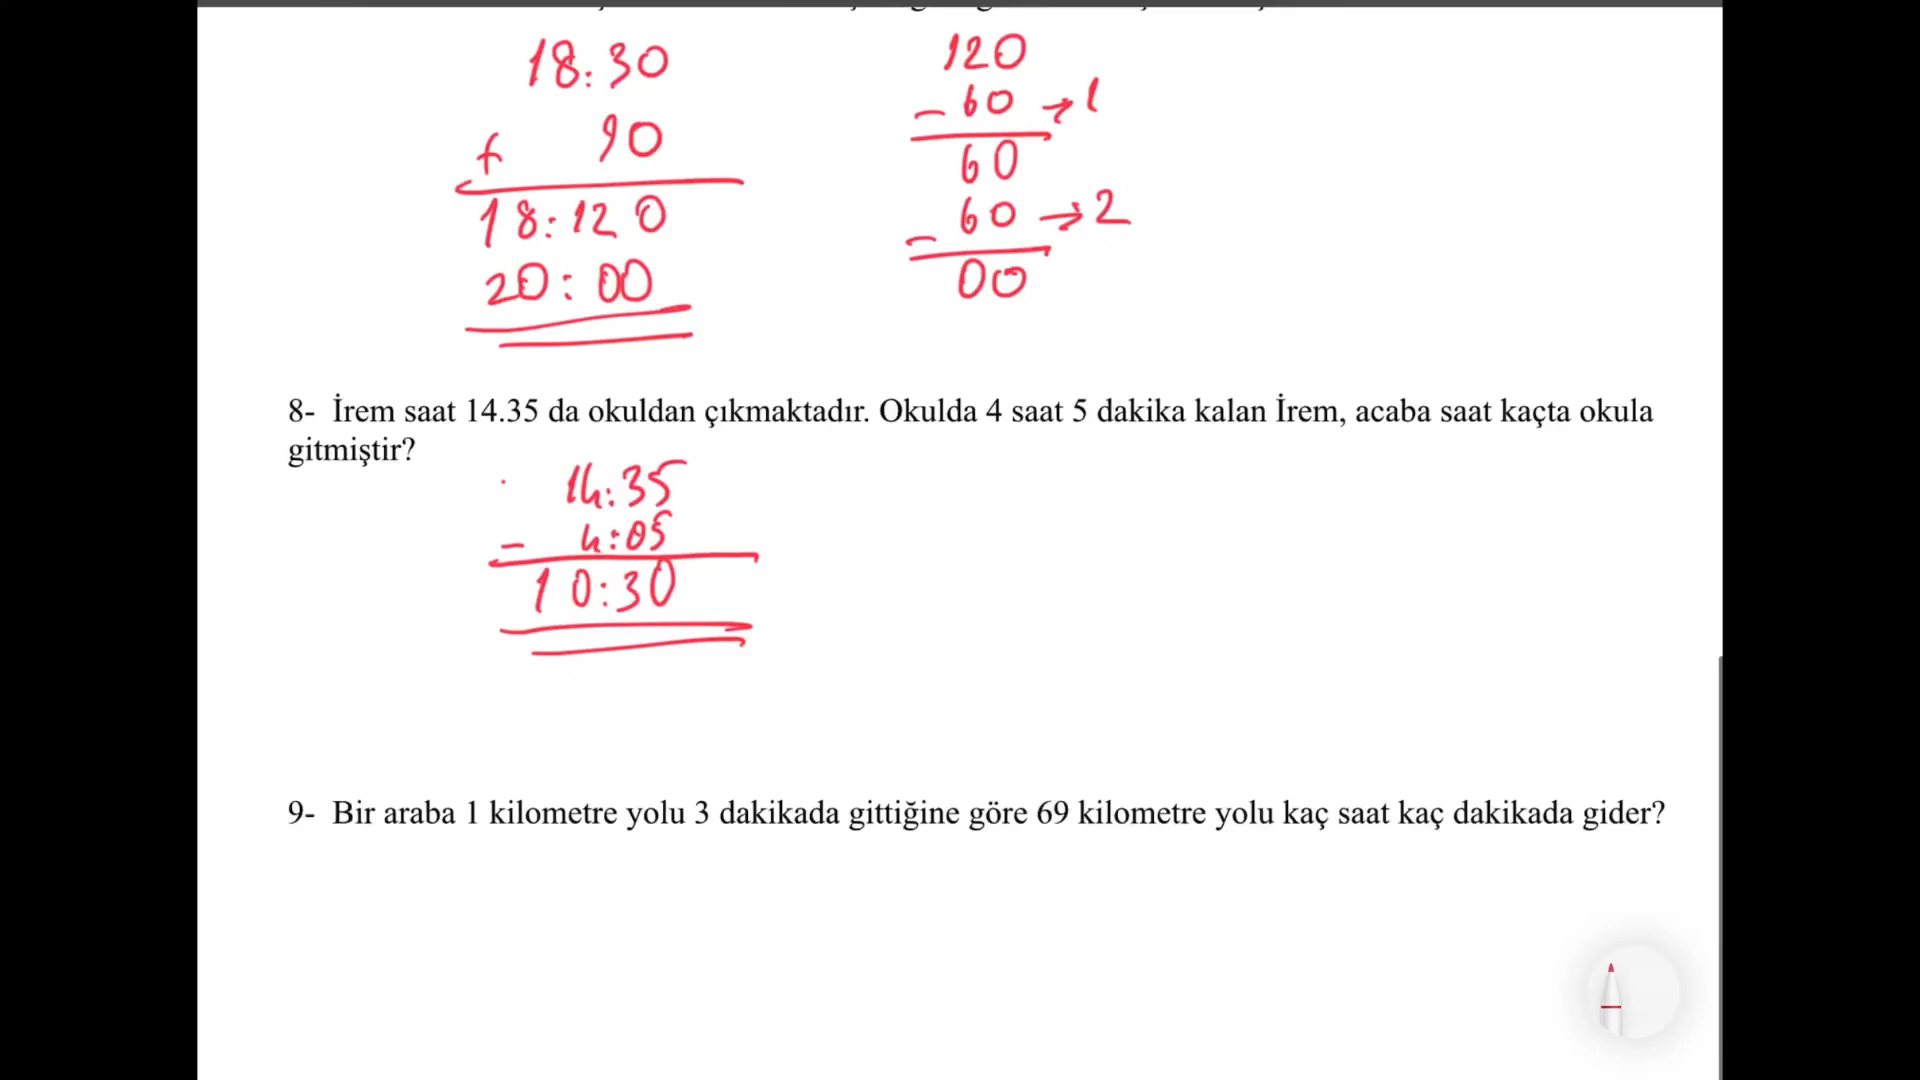 18:30
+ 90
18:120
20:00
120
- 60 → 1
60
- 60 → 2
00
8- İrem saat 14.35 da okuldan çıkmaktadır. Okulda 4 saat 5 dakika kalan İrem, acaba saat kaçta okula
gitmiştir?
14:35
- 4:05
10:30
9- Bir araba 1 kilometre yolu 3 dakikada gittiğine göre 69 kilometre yolu kaç saat kaç dakikada gider?